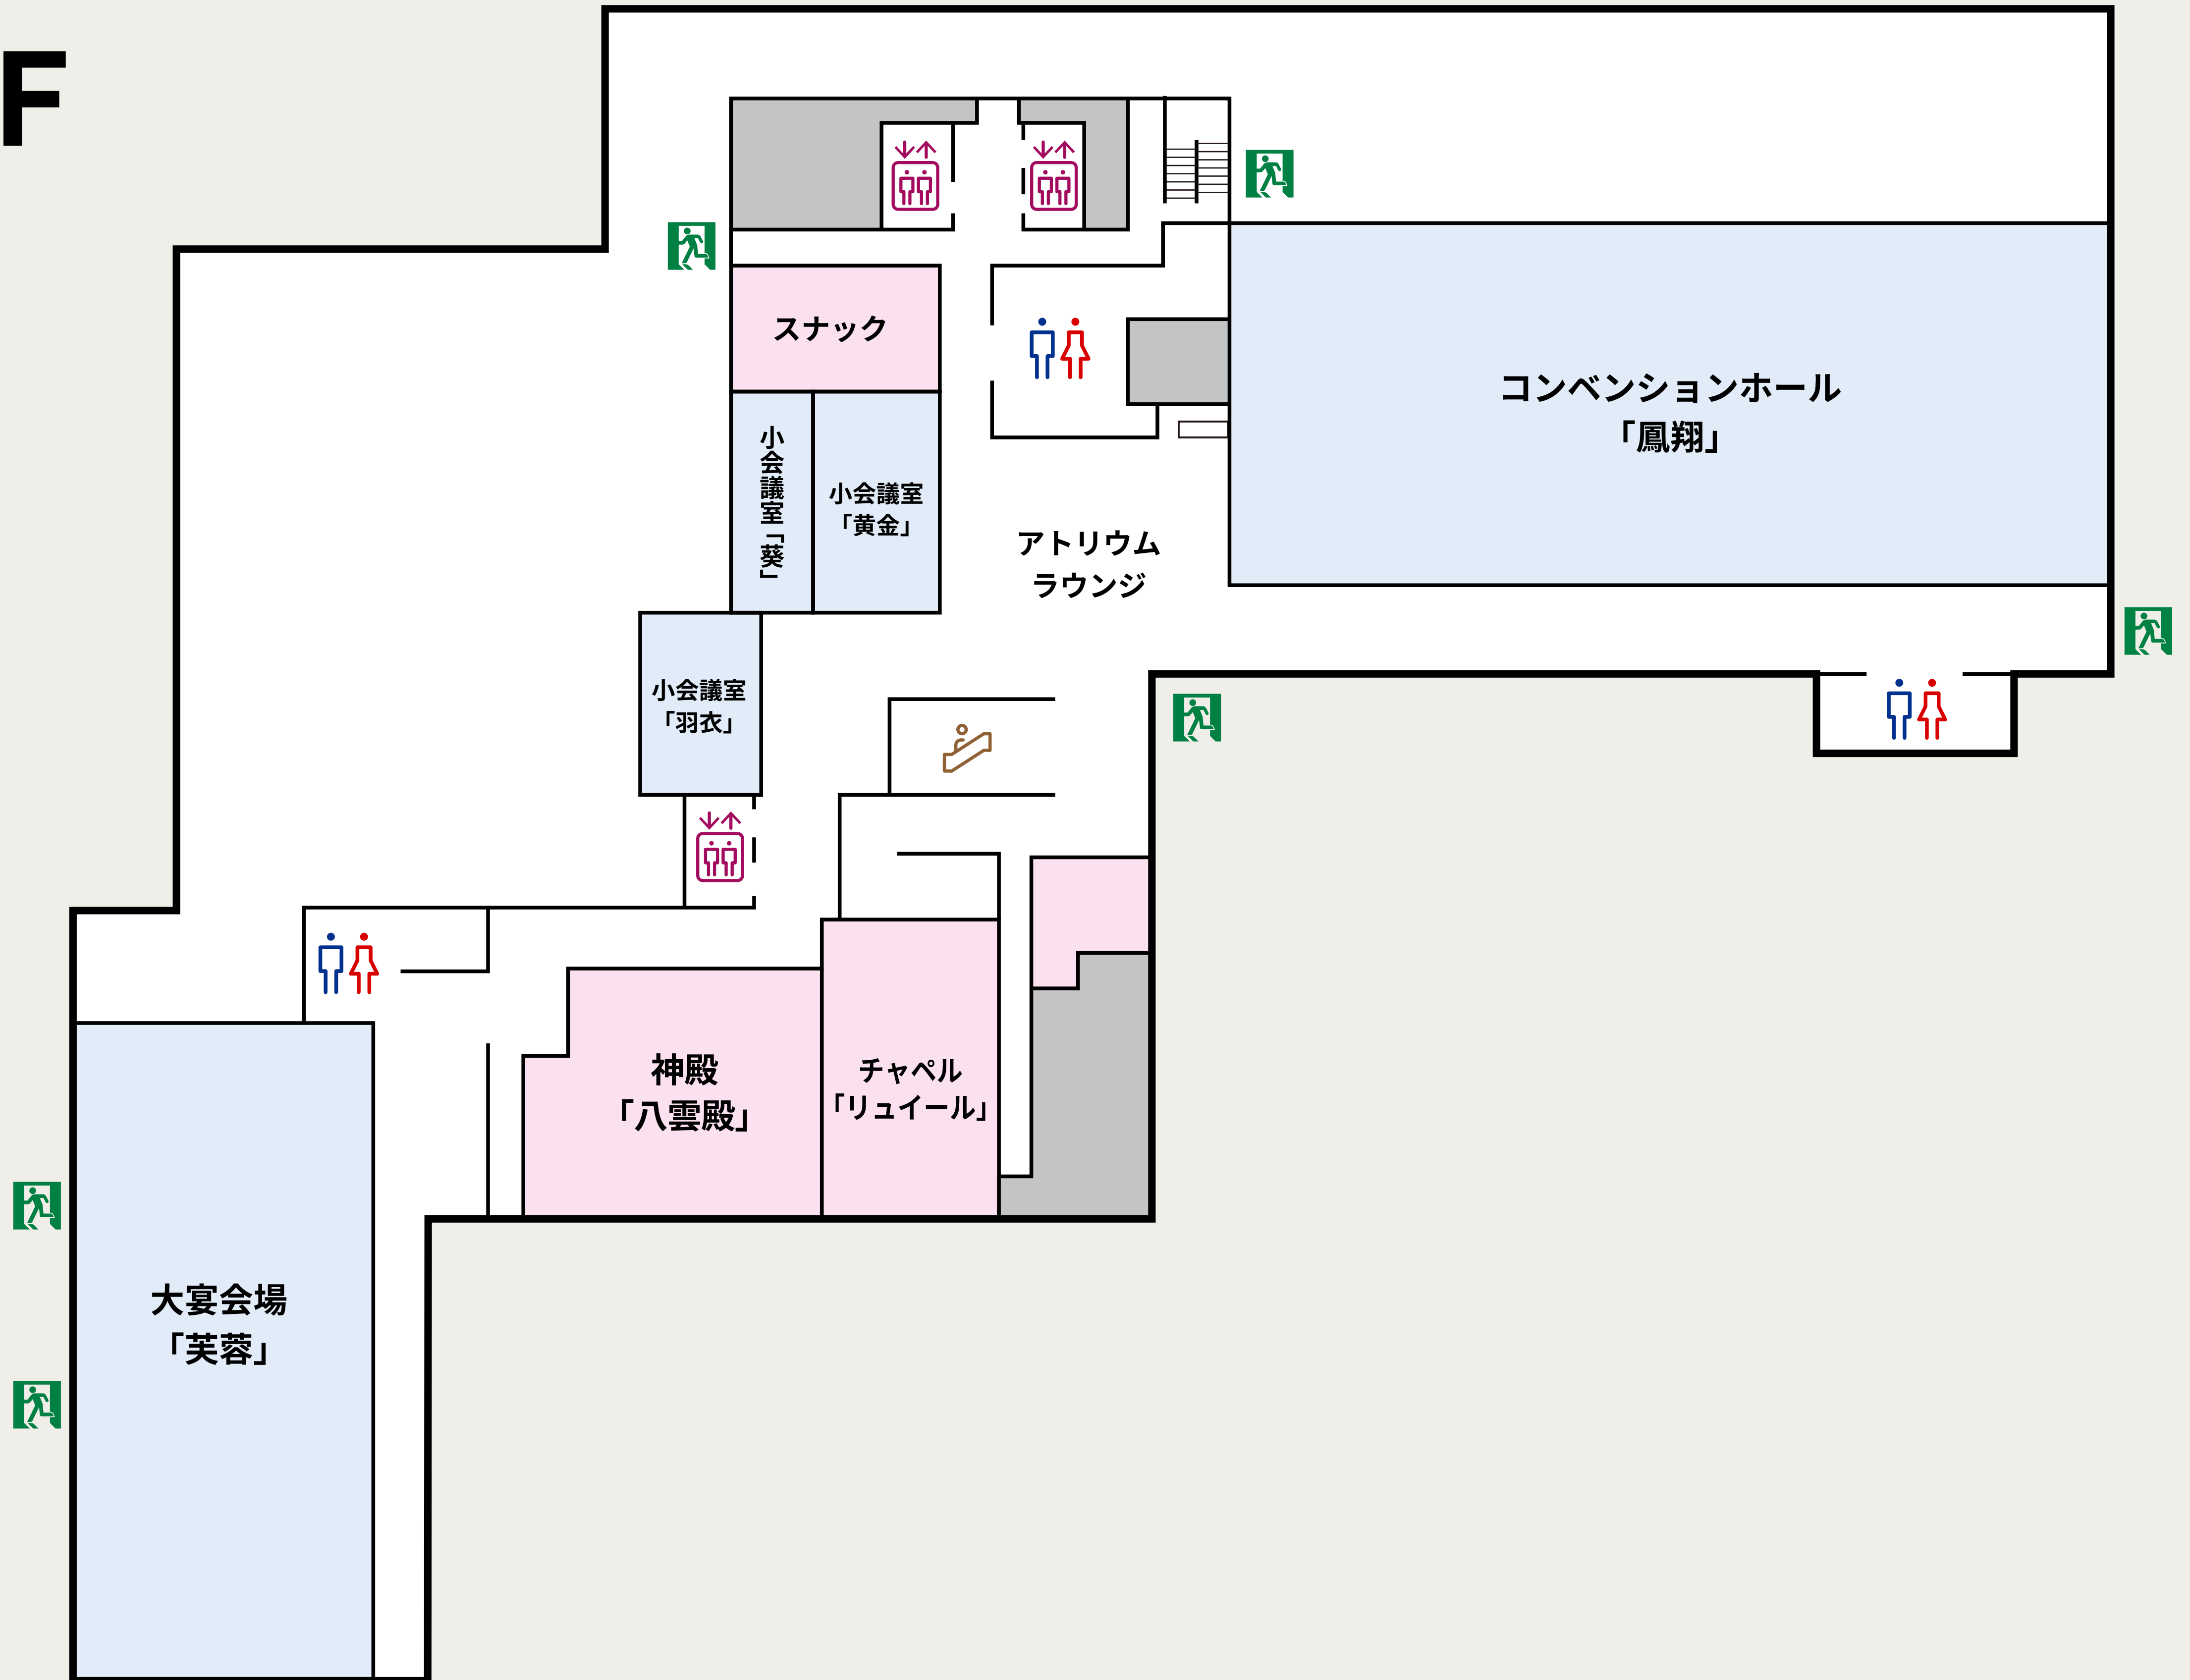 F
スナック
コンベンションホール
「鳳翔」
小会議室「葵」
小会議室
「黄金」
アトリウム
ラウンジ
小会議室
「羽衣」
神殿
「八雲殿」
チャペル
「リュイール」
大宴会場
「芙蓉」